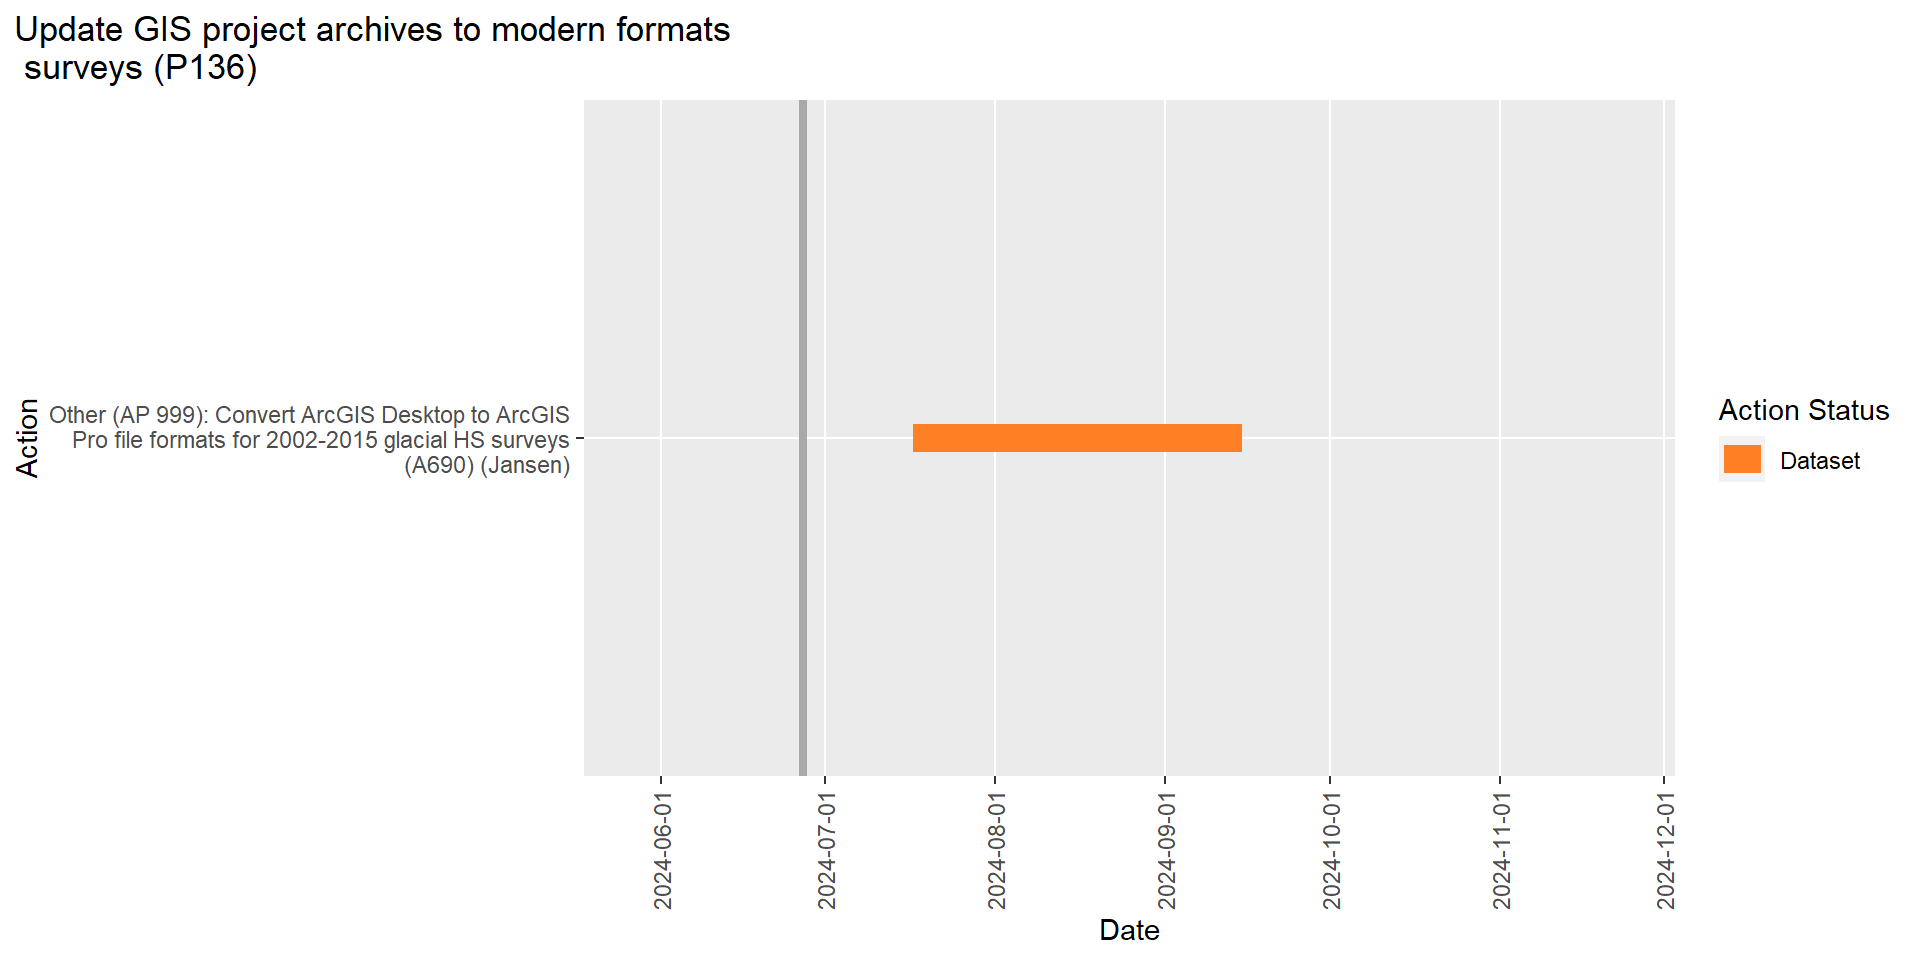 Update GIS project archives to modern formats
surveys (P136)
Action
Other (AP 999): Convert ArcGIS Desktop to ArcGIS
Pro file formats for 2002-2015 glacial HS surveys
(A690) (Jansen)
Action Status
Dataset
2024-06-01
2024-07-01
2024-08-01
2024-09-01
2024-10-01
2024-11-01
2024-12-01
Date